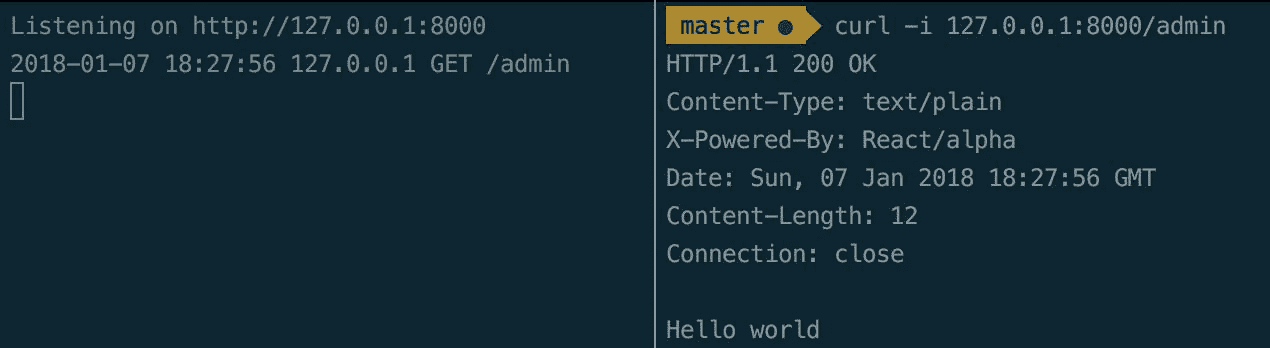 Listening on http://127.0.0.1:8000
2018-01-07 18:27:56 127.0.0.1 GET /admin
master ● curl -i 127.0.0.1:8000/admin
HTTP/1.1 200 OK
Content-Type: text/plain
X-Powered-By: React/alpha
Date: Sun, 07 Jan 2018 18:27:56 GMT
Content-Length: 12
Connection: close
Hello world